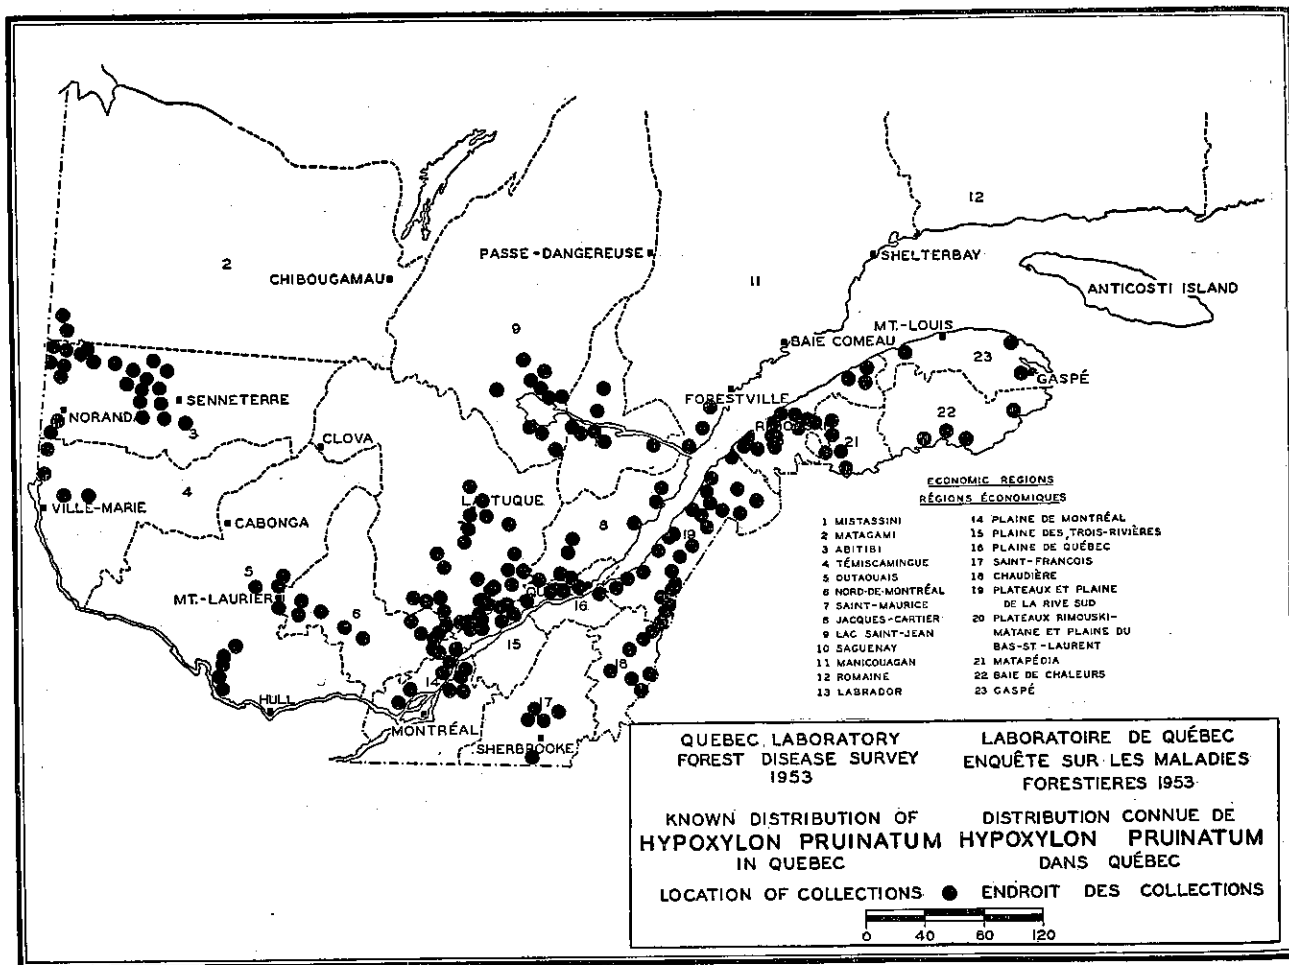 12
2
PASSE-DANGEREUSE
SHELTERBAY
CHIBOUGAMAU
11
ANTICOSTI ISLAND
9
MT.-LOUIS
BAIE COMEAU
23
GASPÉ
SENNETERRE
FORESTVILLE
NORANDA
22
3
CLOVA
21
4
LA TUQUE
VILLE-MARIE
CABONGA
8
19
5
MT.-LAURIER
6
16
15
18
14
17
HULL
MONTRÉAL
SHERBROOKE
ECONOMIC REGIONS
RÉGIONS ÉCONOMIQUES
1 MISTASSINI
2 MATAGAMI
3 ABITIBI
4 TÉMISCAMINGUE
5 OUTAOUAIS
6 NORD-DE-MONTRÉAL
7 SAINT-MAURICE
8 JACQUES-CARTIER
9 LAC SAINT-JEAN
10 SAGUENAY
11 MANICOUAGAN
12 ROMAINE
13 LABRADOR
14 PLAINE DE MONTRÉAL
15 PLAINE DES TROIS-RIVIÈRES
16 PLAINE DE QUÉBEC
17 SAINT-FRANCOIS
18 CHAUDIÈRE
19 PLATEAUX ET PLAINE
DE LA RIVE SUD
20 PLATEAUX RIMOUSKI-
MATANE ET PLAINE DU
BAS-ST.-LAURENT
21 MATAPÉDIA
22 BAIE DE CHALEURS
23 GASPÉ
QUEBEC LABORATORY
FOREST DISEASE SURVEY
1953
LABORATOIRE DE QUÉBEC
ENQUÊTE SUR LES MALADIES
FORESTIERES 1953
KNOWN DISTRIBUTION OF
HYPOXYLON PRUINATUM
IN QUEBEC
DISTRIBUTION CONNUE DE
HYPOXYLON PRUINATUM
DANS QUÉBEC
LOCATION OF COLLECTIONS ENDROIT DES COLLECTIONS
0 40 80 120